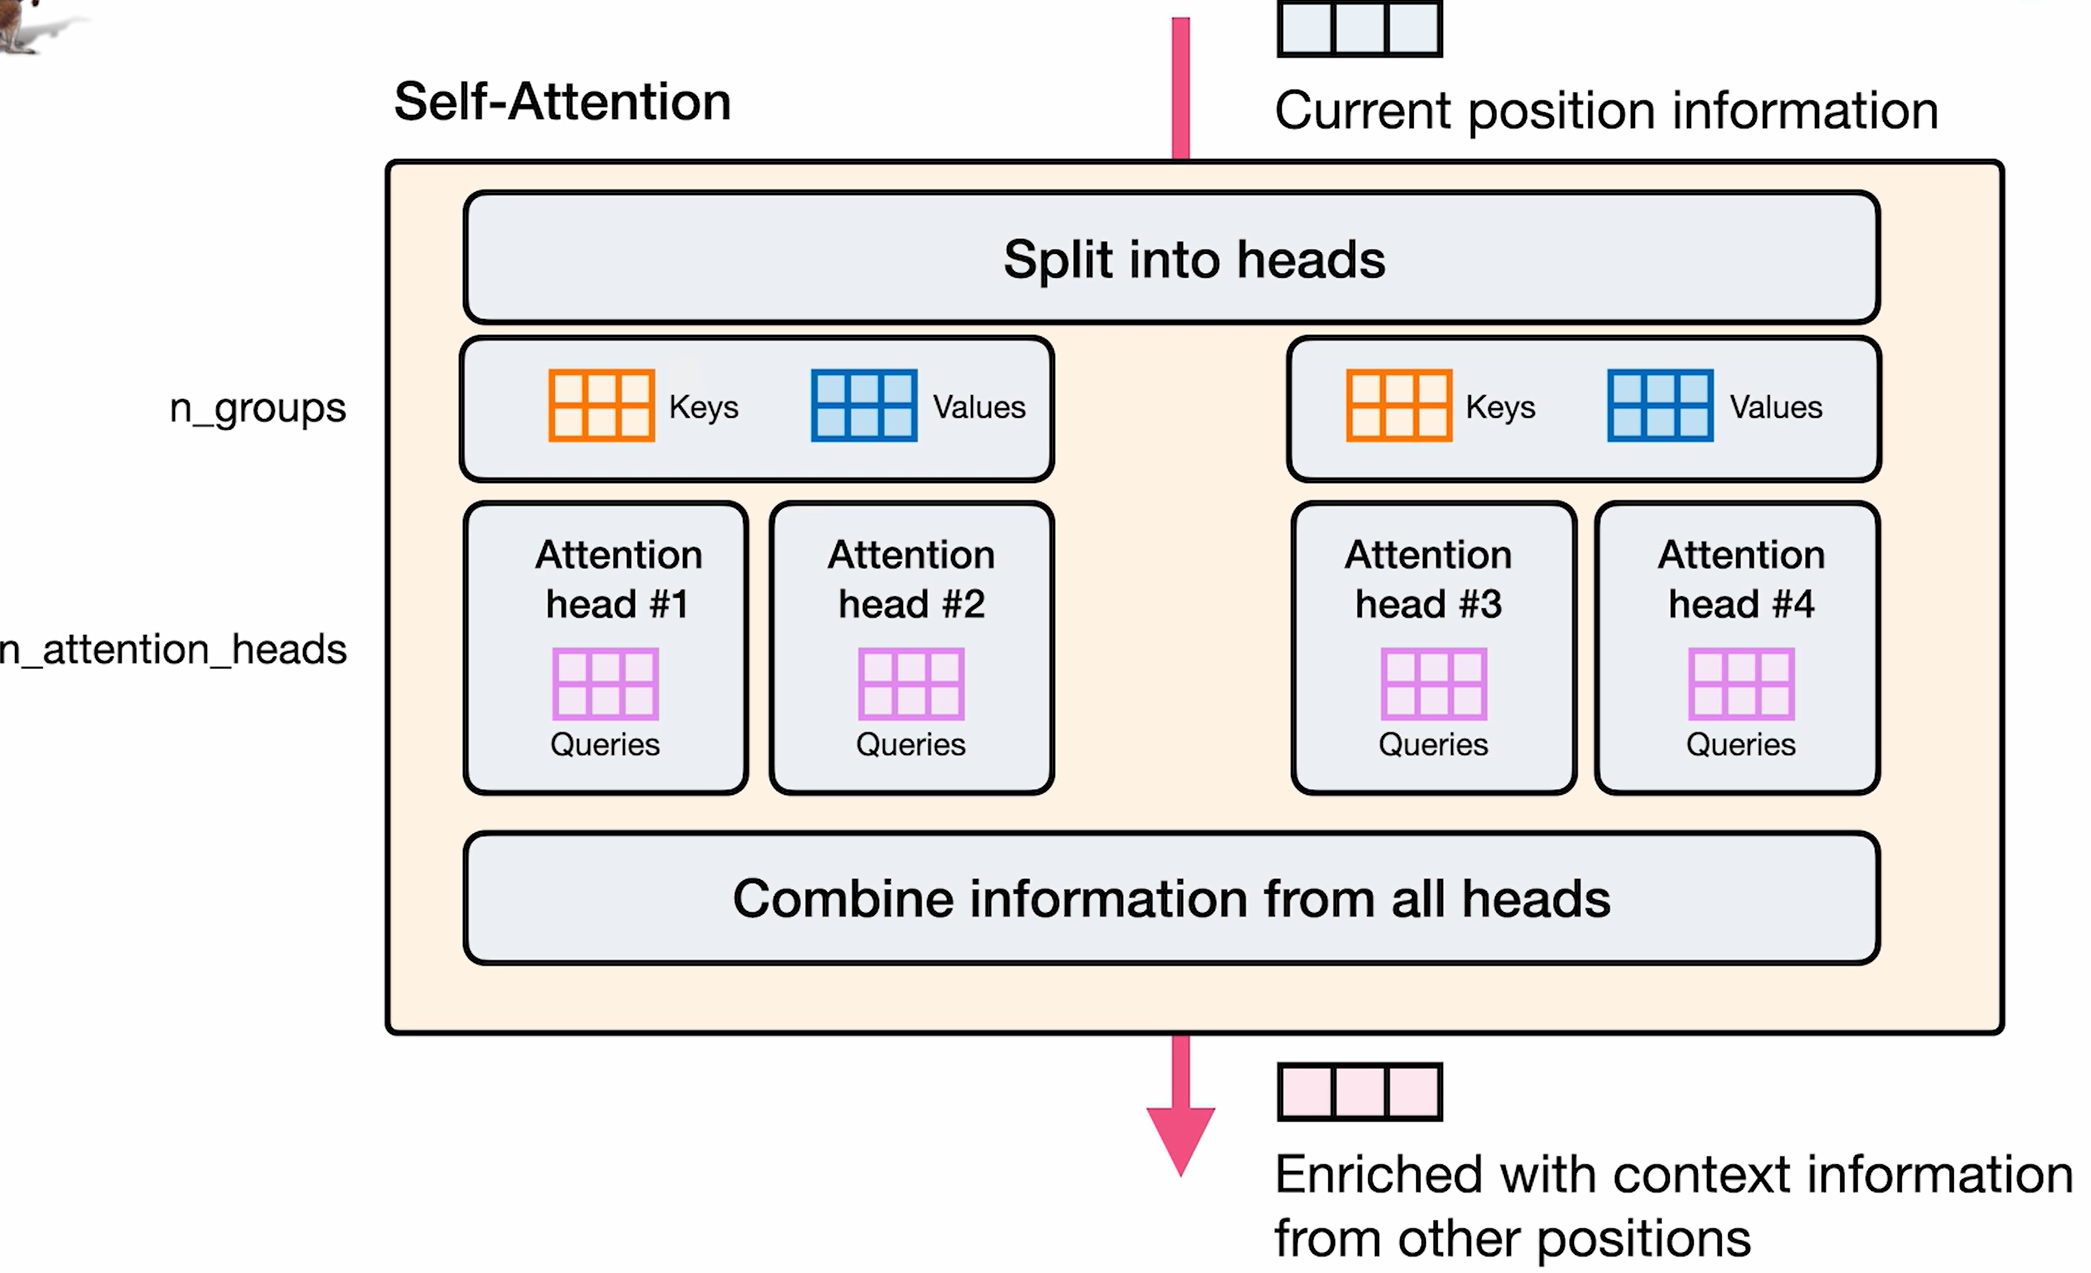 Self-Attention
Current position information
Split into heads
n_groups
Keys
Values
Keys
Values
n_attention_heads
Attention
head #1
Queries
Attention
head #2
Queries
Attention
head #3
Queries
Attention
head #4
Queries
Combine information from all heads
Enriched with context information
from other positions